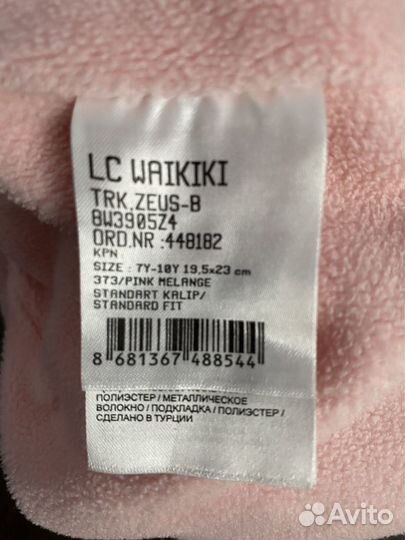 LC WAIKIKI
TRK.ZEUS-B
8W3905Z4
ORD.NR :448182
KPN
SIZE : 7Y-10Y 19,5x23 cm
373/PINK MELANGE
STANDART KALIP/
STANDARD FIT
8 681367 488544
ПОЛИЭСТЕР / МЕТАЛЛИЧЕСКОЕ
ВОЛОКНО / ПОДКЛАДКА / ПОЛИЭСТЕР /
СДЕЛАНО В ТУРЦИИ
Avito